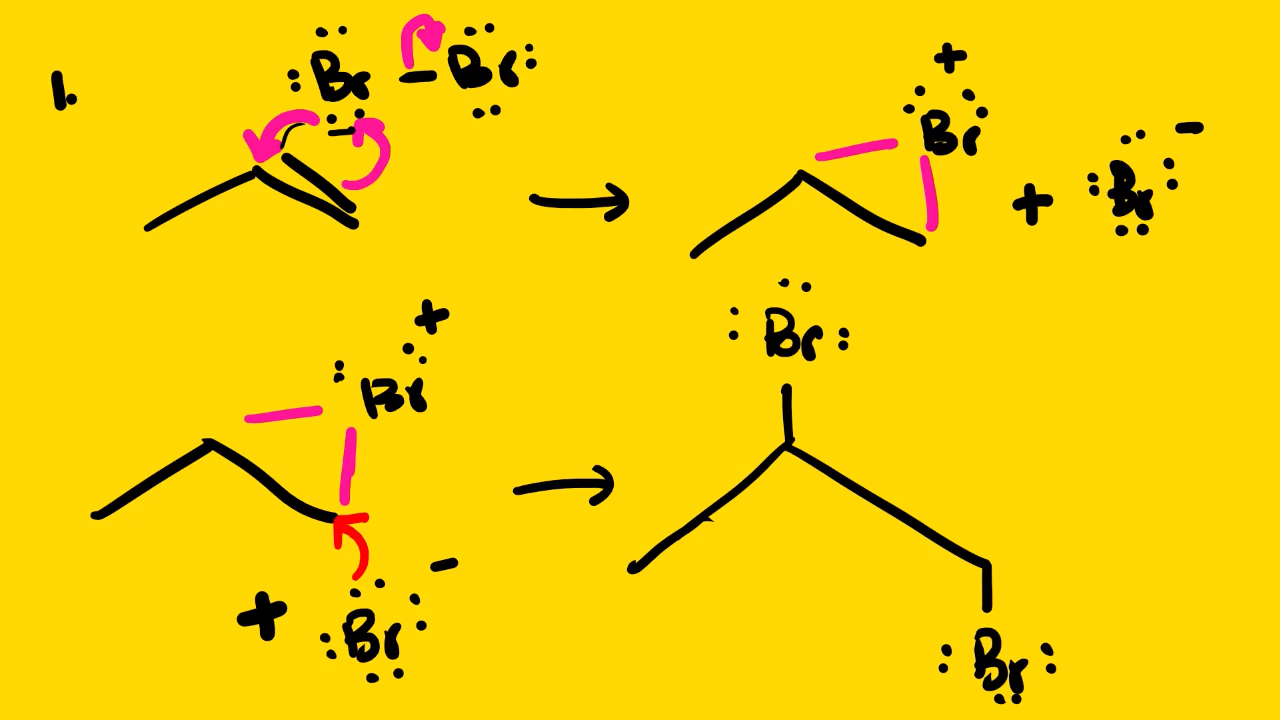 1.
:Br - Br:
+
Br + :Br: -
+
:Br
:Br:
+ :Br: -
:Br: